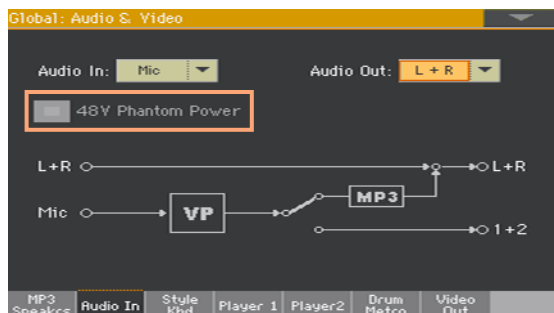 Global: Audio & Video
Audio In: Mic
Audio Out: L + R
48V Phantom Power
L+R
L+R
Mic
VP
MP3
1+2
MP3 Speakrs
Audio In
Style Kbd
Player 1
Player2
Drum Metro
Video Out